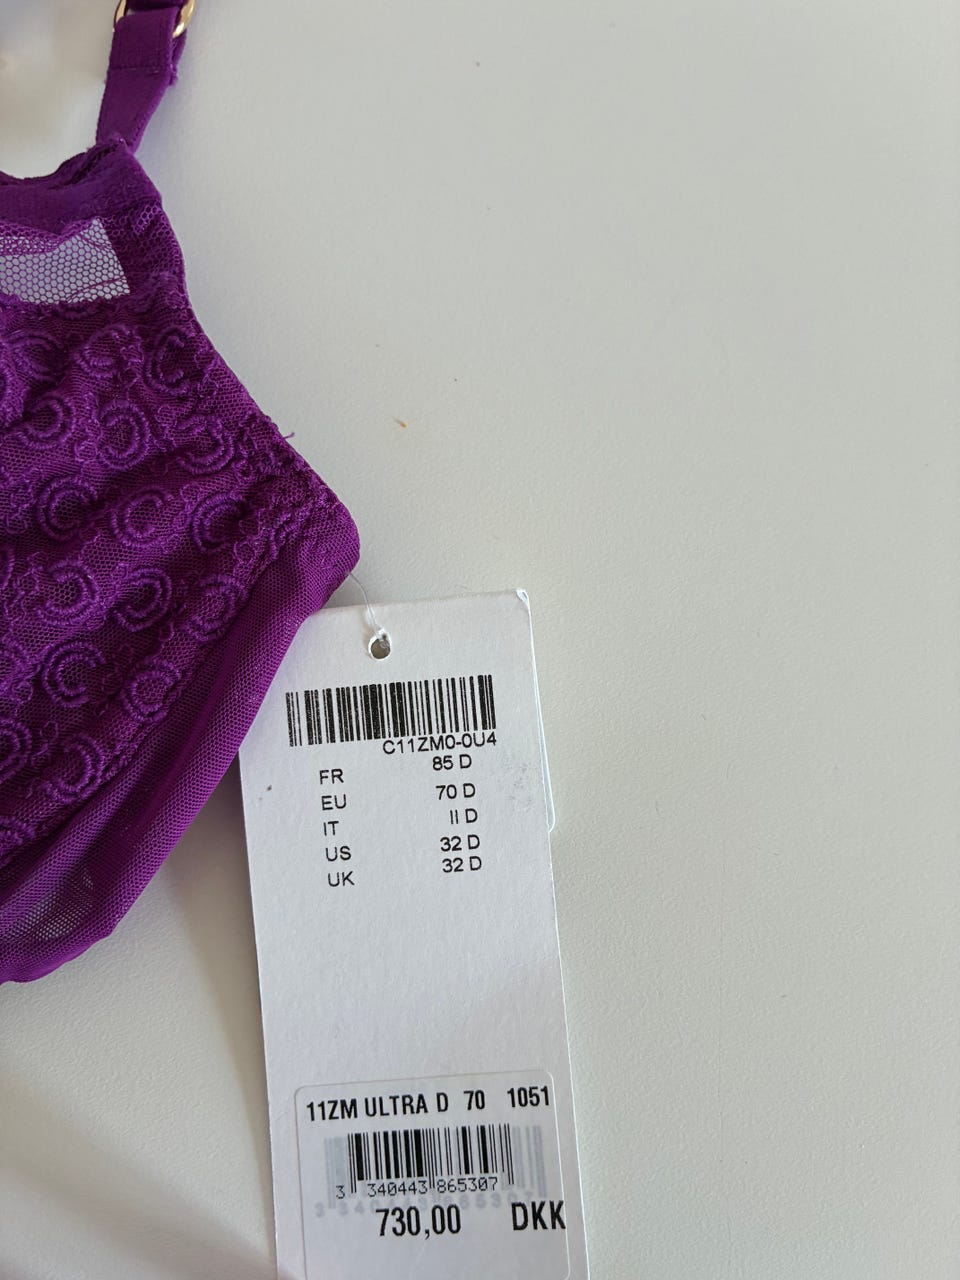 C11ZM0-0U4
FR 85 D
EU 70 D
IT II D
US 32 D
UK 32 D
11ZM ULTRA D 70 1051
3 340443 865307
730,00 DKK